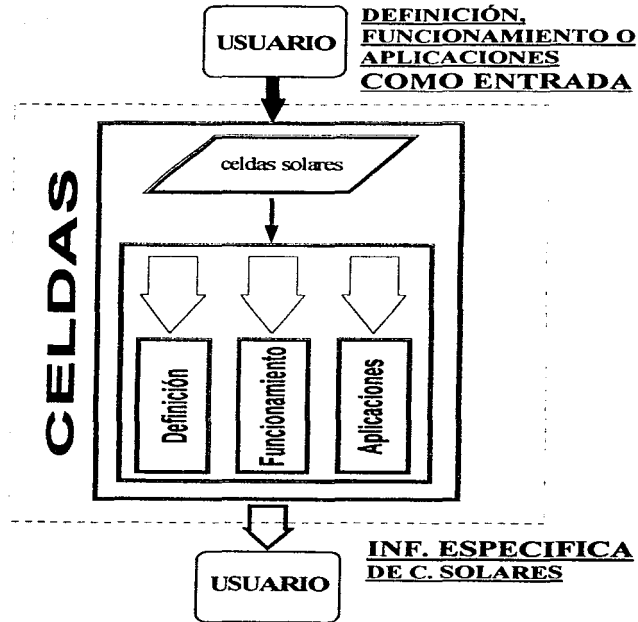 USUARIO
DEFINICIÓN,
FUNCIONAMIENTO O
APLICACIONES
COMO ENTRADA
CELDAS
celdas solares
Definición
Funcionamiento
Aplicaciones
USUARIO
INF. ESPECIFICA
DE C. SOLARES